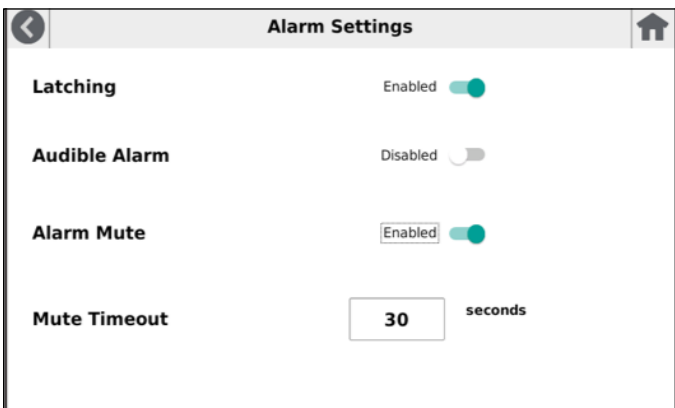 Alarm Settings
Latching Enabled
Audible Alarm Disabled
Alarm Mute Enabled
Mute Timeout 30 seconds